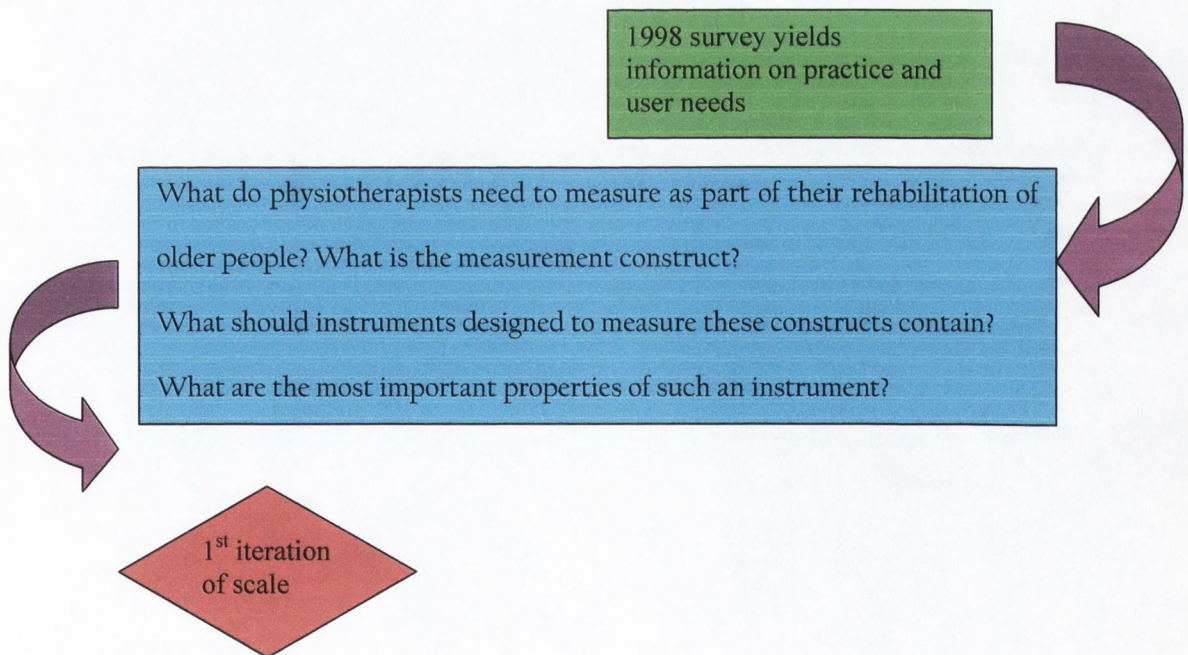 1998 survey yields
information on practice and
user needs
What do physiotherapists need to measure as part of their rehabilitation of
older people? What is the measurement construct?
What should instruments designed to measure these constructs contain?
What are the most important properties of such an instrument?
1st iteration
of scale